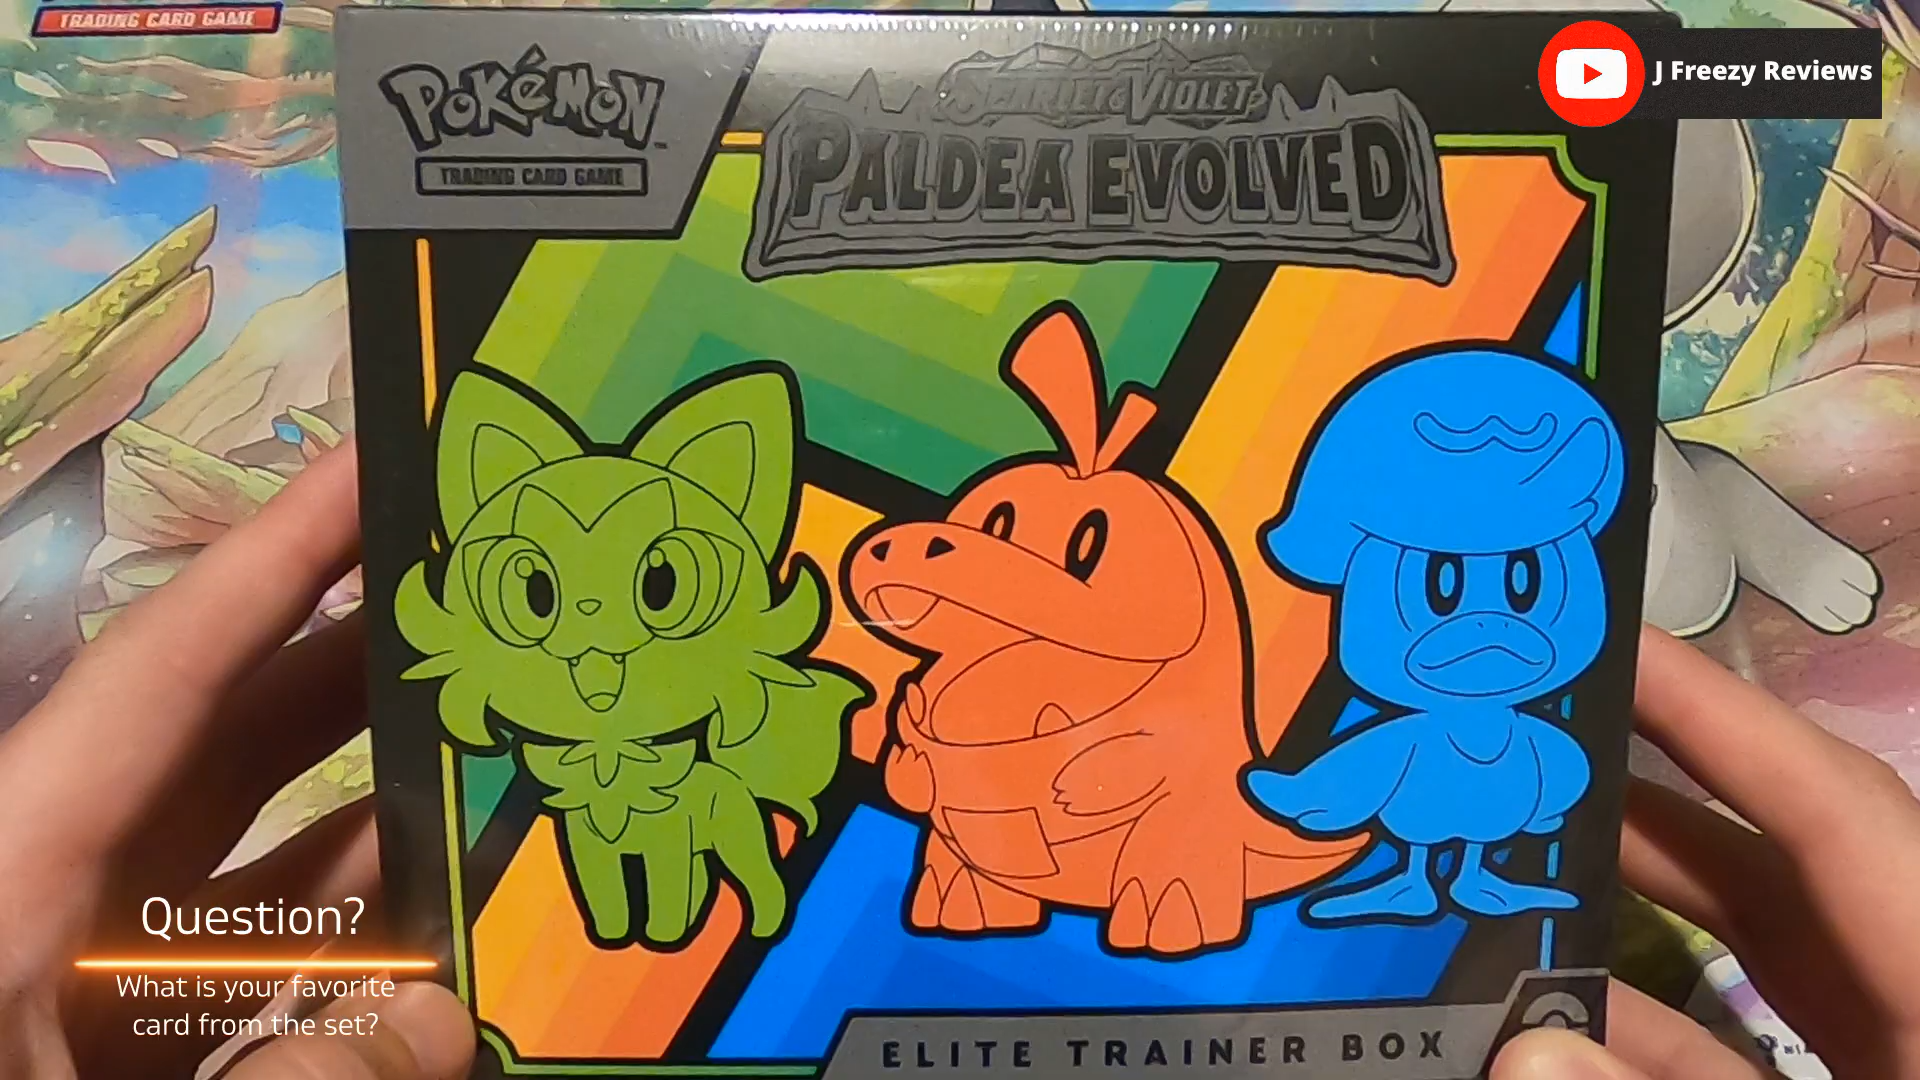 TRADING CARD GAME
POKéMON
TRADING CARD GAME
SCARLET & VIOLET
PALDEA EVOLVED
J Freezy Reviews
Question?
What is your favorite
card from the set?
ELITE TRAINER BOX